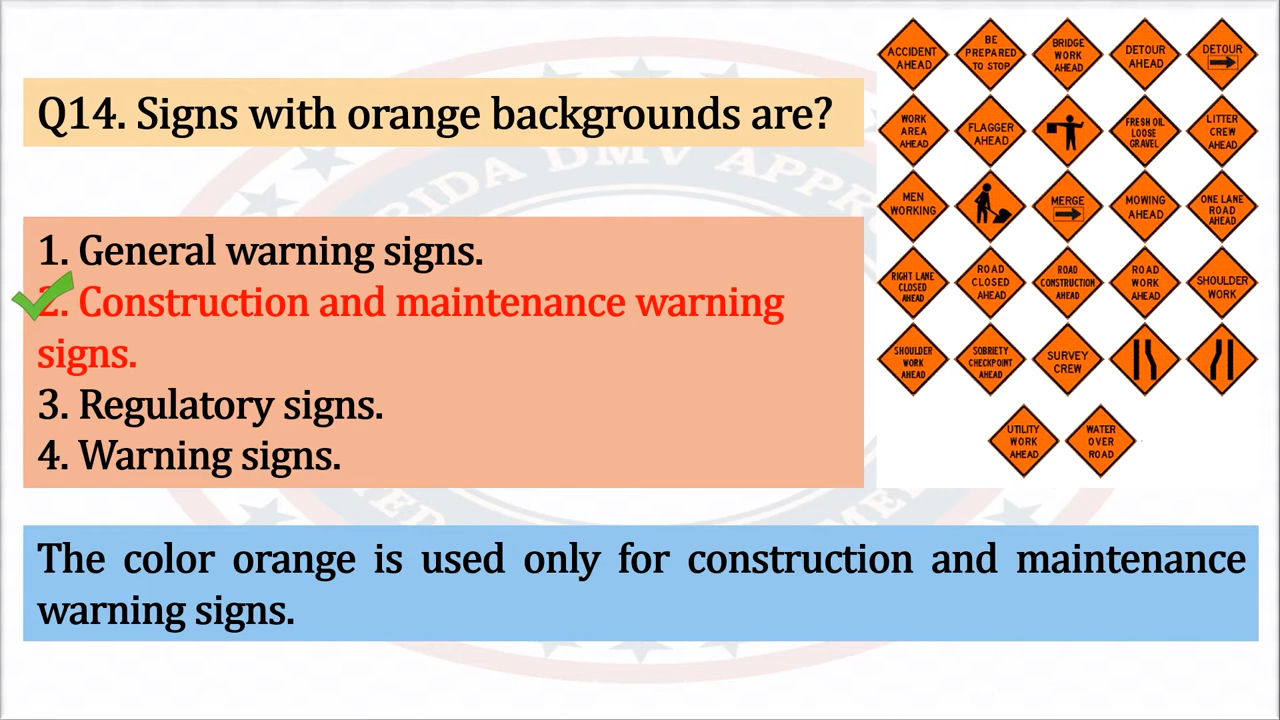 Q14. Signs with orange backgrounds are?
1. General warning signs.
2. Construction and maintenance warning
signs.
3. Regulatory signs.
4. Warning signs.
The color orange is used only for construction and maintenance
warning signs.
ACCIDENT
AHEAD
BE
PREPARED
TO STOP
BRIDGE
WORK
AHEAD
DETOUR
AHEAD
DETOUR
WORK
AREA
AHEAD
FLAGGER
AHEAD
FRESH OIL
LOOSE
GRAVEL
LITTER
CREW
AHEAD
MEN
WORKING
MERGE
MOWING
AHEAD
ONE LANE
ROAD
AHEAD
RIGHT LANE
CLOSED
AHEAD
ROAD
CLOSED
AHEAD
ROAD
CONSTRUCTION
AHEAD
ROAD
WORK
AHEAD
SHOULDER
WORK
SHOULDER
WORK
AHEAD
SOBRIETY
CHECKPOINT
AHEAD
SURVEY
CREW
UTILITY
WORK
AHEAD
WATER
OVER
ROAD
DMV